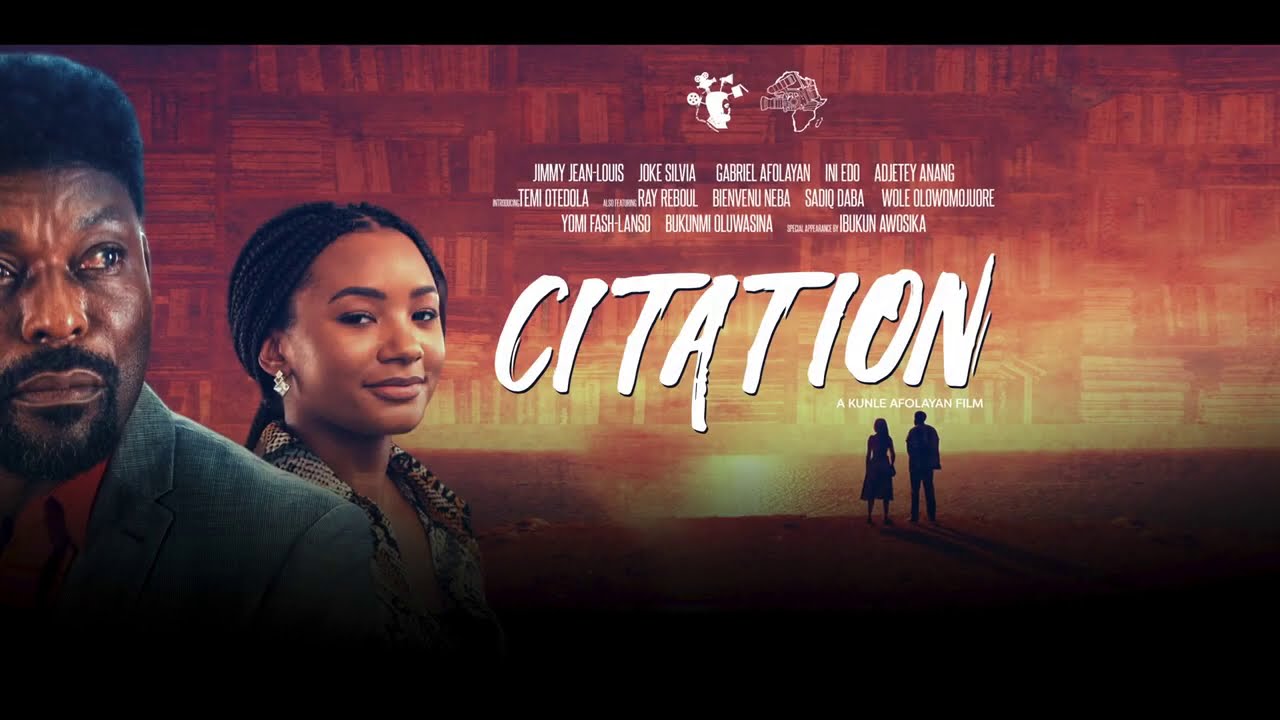 JIMMY JEAN-LOUIS JOKE SILVIA GABRIEL AFOLAYAN INI EDO ADJETEY ANANG
INTRODUCING TEMI OTEDOLA ALSO FEATURING RAY REBOUL BIENVENU NEBA SADIQ DABA WOLE OLOWOMOJUORE
YOMI FASH-LANSO BUKUNMI OLUWASINA SPECIAL APPEARANCE BY IBUKUN AWOSIKA
CITATION
A KUNLE AFOLAYAN FILM